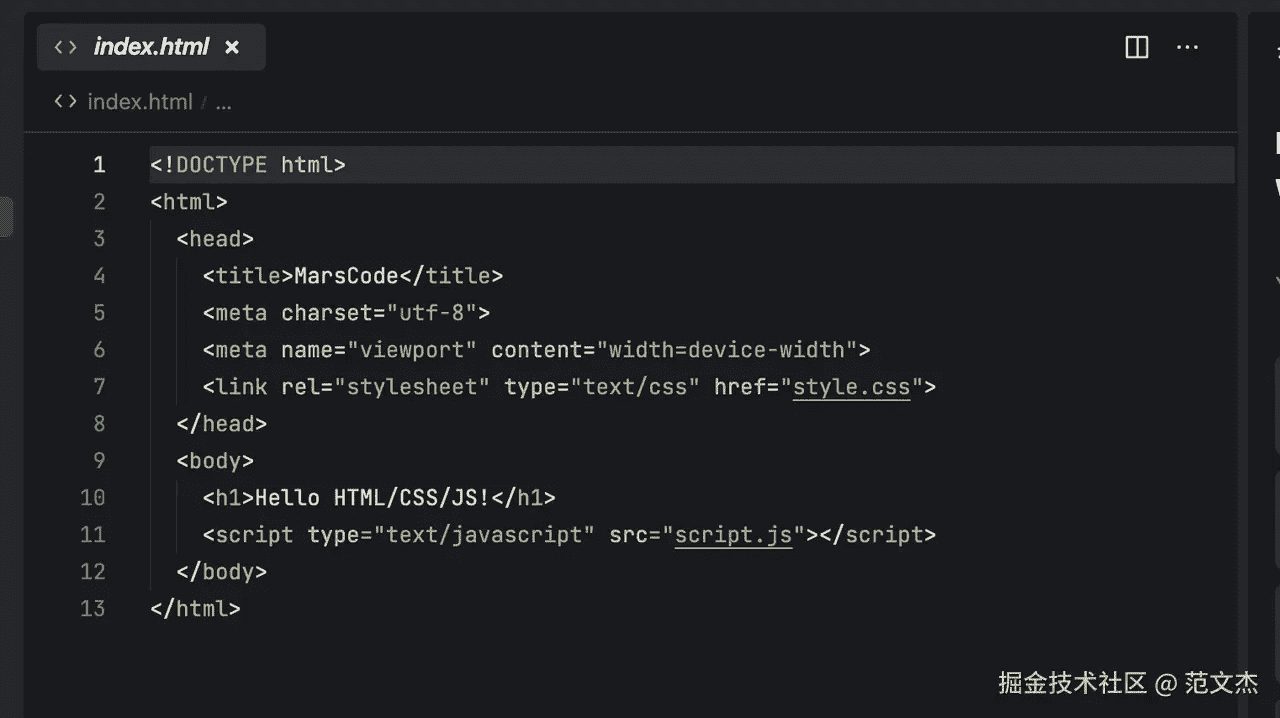 index.html
index.html / ...
1 <!DOCTYPE html>
2 <html>
3 <head>
4 <title>MarsCode</title>
5 <meta charset="utf-8">
6 <meta name="viewport" content="width=device-width">
7 <link rel="stylesheet" type="text/css" href="style.css">
8 </head>
9 <body>
10 <h1>Hello HTML/CSS/JS!</h1>
11 <script type="text/javascript" src="script.js"></script>
12 </body>
13 </html>
掘金技术社区 @ 范文杰